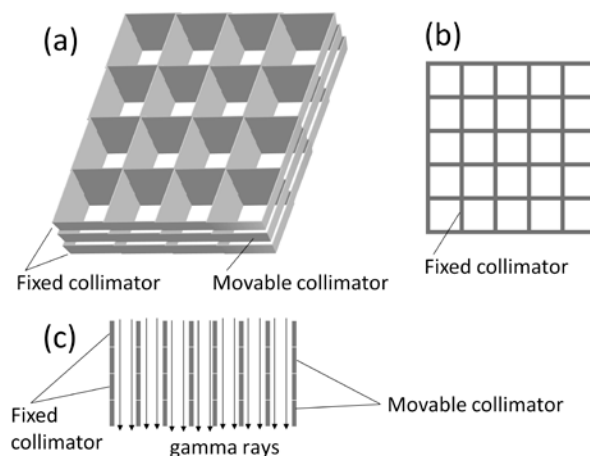 (a)
Fixed collimator
Movable collimator
(b)
Fixed collimator
(c)
Fixed
collimator
gamma rays
Movable collimator